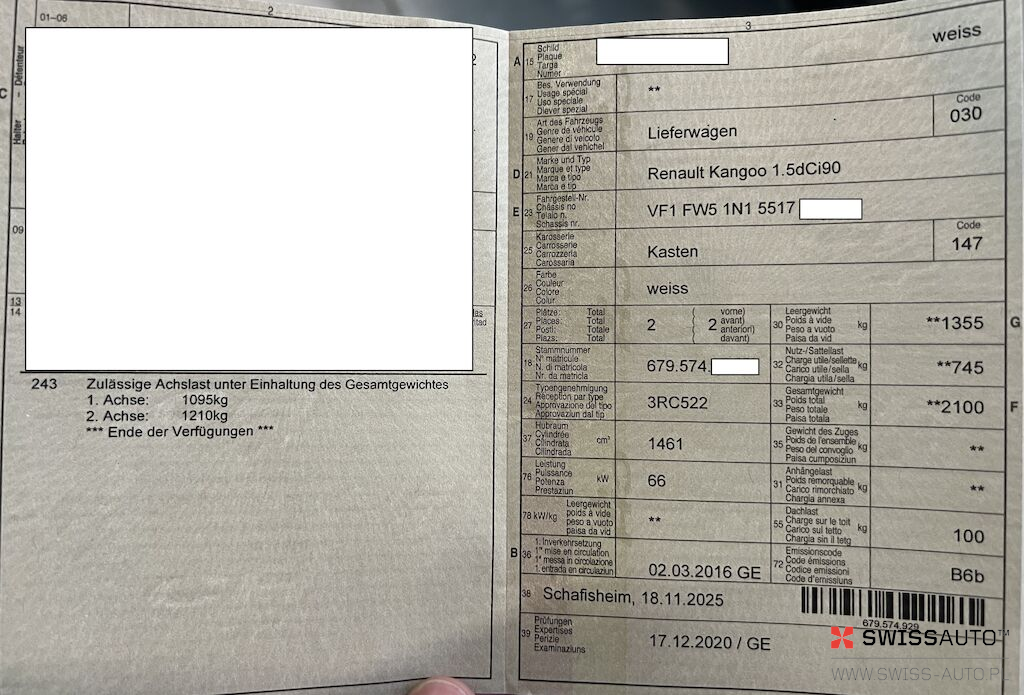 01-06
2
C
Halter – Détenteur
09
13
14
243 Zulässige Achslast unter Einhaltung des Gesamtgewichtes
1. Achse: 1095kg
2. Achse: 1210kg
*** Ende der Verfügungen ***
3
weiss
A 15 Schild
Plaque
Targa
Numer
17 Bes. Verwendung
Usage spécial
Uso speciale
Diever spezial
**
19 Art des Fahrzeugs
Genre de véhicule
Genere di veicolo
Gener dal vehichel
Lieferwagen
Code
030
D 21 Marke und Typ
Marque et type
Marca e tipo
Marca e tip
Renault Kangoo 1.5dCi90
E 23 Fahrgestell-Nr.
Châssis no
Telaio n.
Schassis nr.
VF1 FW5 1N1 5517
25 Karosserie
Carrosserie
Carrozzeria
Carossaria
Kasten
Code
147
26 Farbe
Couleur
Colore
Colur
weiss
27 Plätze: Total
Places: Total
Posti: Totale
Plazs: Total
2
( vorne)
( 2 avant)
( anteriori)
( davant)
30 Leergewicht
Poids à vide
Peso a vuoto
Paisa da vid
kg
**1355
G
18 Stammnummer
N° matricule
N. di matricola
Nr. da matricla
679.574.
32 Nutz-/Sattellast
Charge utile/sellette
Carico utile/sella
Chargia utila/sella
kg
**745
24 Typengenehmigung
Réception par type
Approvazione del tipo
Approvaziun dal tip
3RC522
33 Gesamtgewicht
Poids total
Peso totale
Paisa totala
kg
**2100
F
37 Hubraum
Cylindrée
Cilindrata
Cilindrada
cm³
1461
35 Gewicht des Zuges
Poids de l'ensemble
Peso del convoglio
Paisa cumposiziun
kg
**
76 Leistung
Puissance
Potenza
Prestaziun
kW
66
31 Anhängelast
Poids remorquable
Carico rimorchiato
Chargia annexa
kg
**
78 kW/kg Leergewicht
poids à vide
peso a vuoto
paisa da vid
**
55 Dachlast
Charge sur le toit
Carico sul tetto
Chargia sin il tetg
kg
100
B 36 1. Inverkehrsetzung
1re mise en circulation
1a messa in circolazione
1. entrada en circulaziun
02.03.2016 GE
72 Emissionscode
Code émissions
Codice emissioni
Code d'emissiuns
B6b
38 Schafisheim, 18.11.2025
679.574.929
39 Prüfungen
Expertises
Perizie
Examinaziuns
17.12.2020 / GE
SWISSAUTO™
WWW.SWISS-AUTO.PL